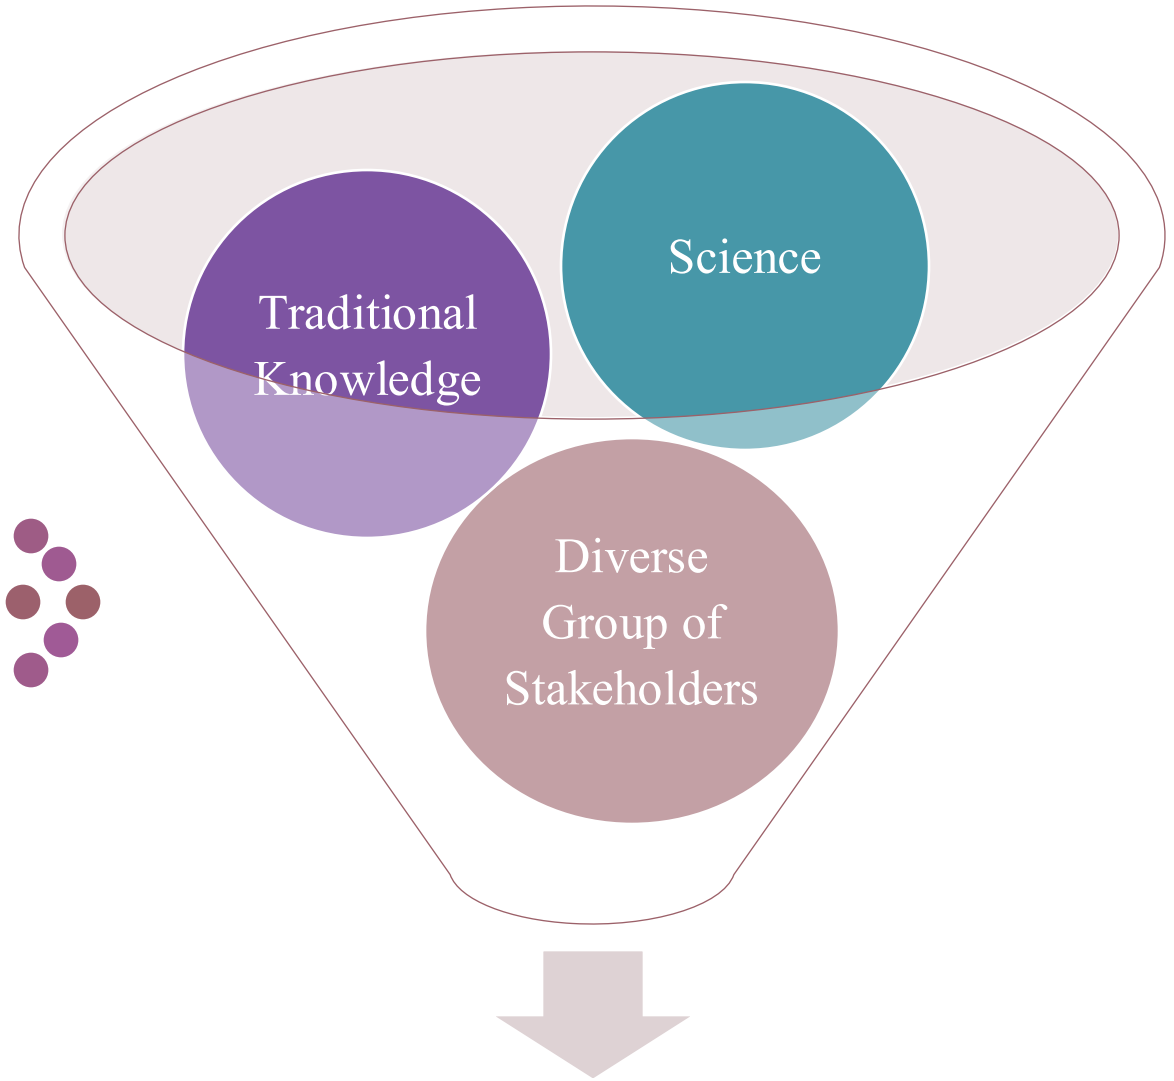 Science
Traditional
Knowledge
Diverse
Group of
Stakeholders